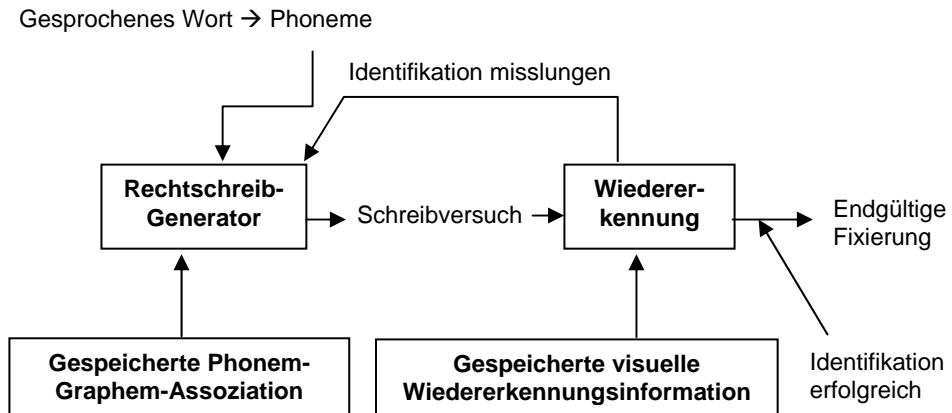 Gesprochenes Wort → Phoneme
Identifikation misslungen
Rechtschreib-
Generator
Schreibversuch
Wiederer-
kennung
Endgültige
Fixierung
Gespeicherte Phonem-
Graphem-Assoziation
Gespeicherte visuelle
Wiedererkennungsinformation
Identifikation
erfolgreich